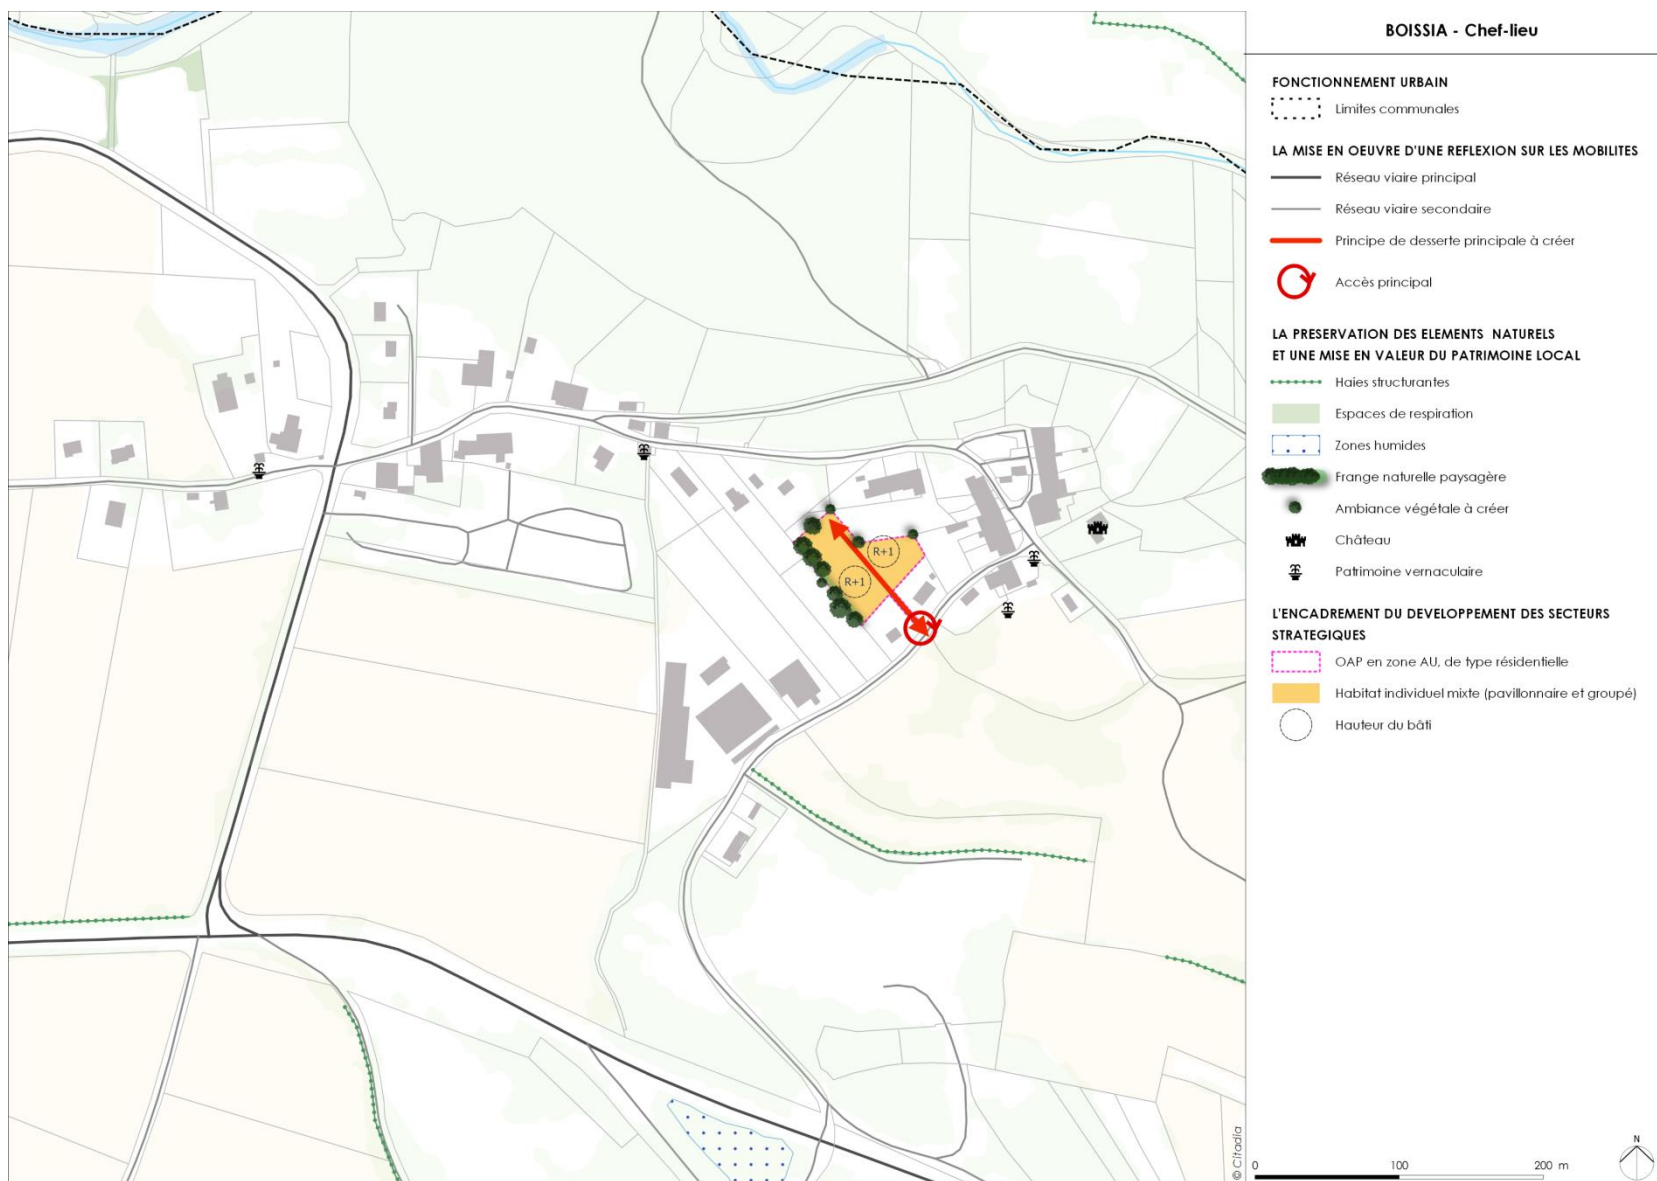 BOISSIA - Chef-lieu
FONCTIONNEMENT URBAIN
Limites communales
LA MISE EN OEUVRE D'UNE REFLEXION SUR LES MOBILITES
Réseau viaire principal
Réseau viaire secondaire
Principe de desserte principale à créer
Accès principal
LA PRESERVATION DES ELEMENTS NATURELS
ET UNE MISE EN VALEUR DU PATRIMOINE LOCAL
Haies structurantes
Espaces de respiration
Zones humides
Frange naturelle paysagère
Ambiance végétale à créer
Château
Patrimoine vernaculaire
L'ENCADREMENT DU DEVELOPPEMENT DES SECTEURS
STRATEGIQUES
OAP en zone AU, de type résidentielle
Habitat individuel mixte (pavillonnaire et groupé)
Hauteur du bâti
R+1
R+1
© Citadia
0 100 200 m
N